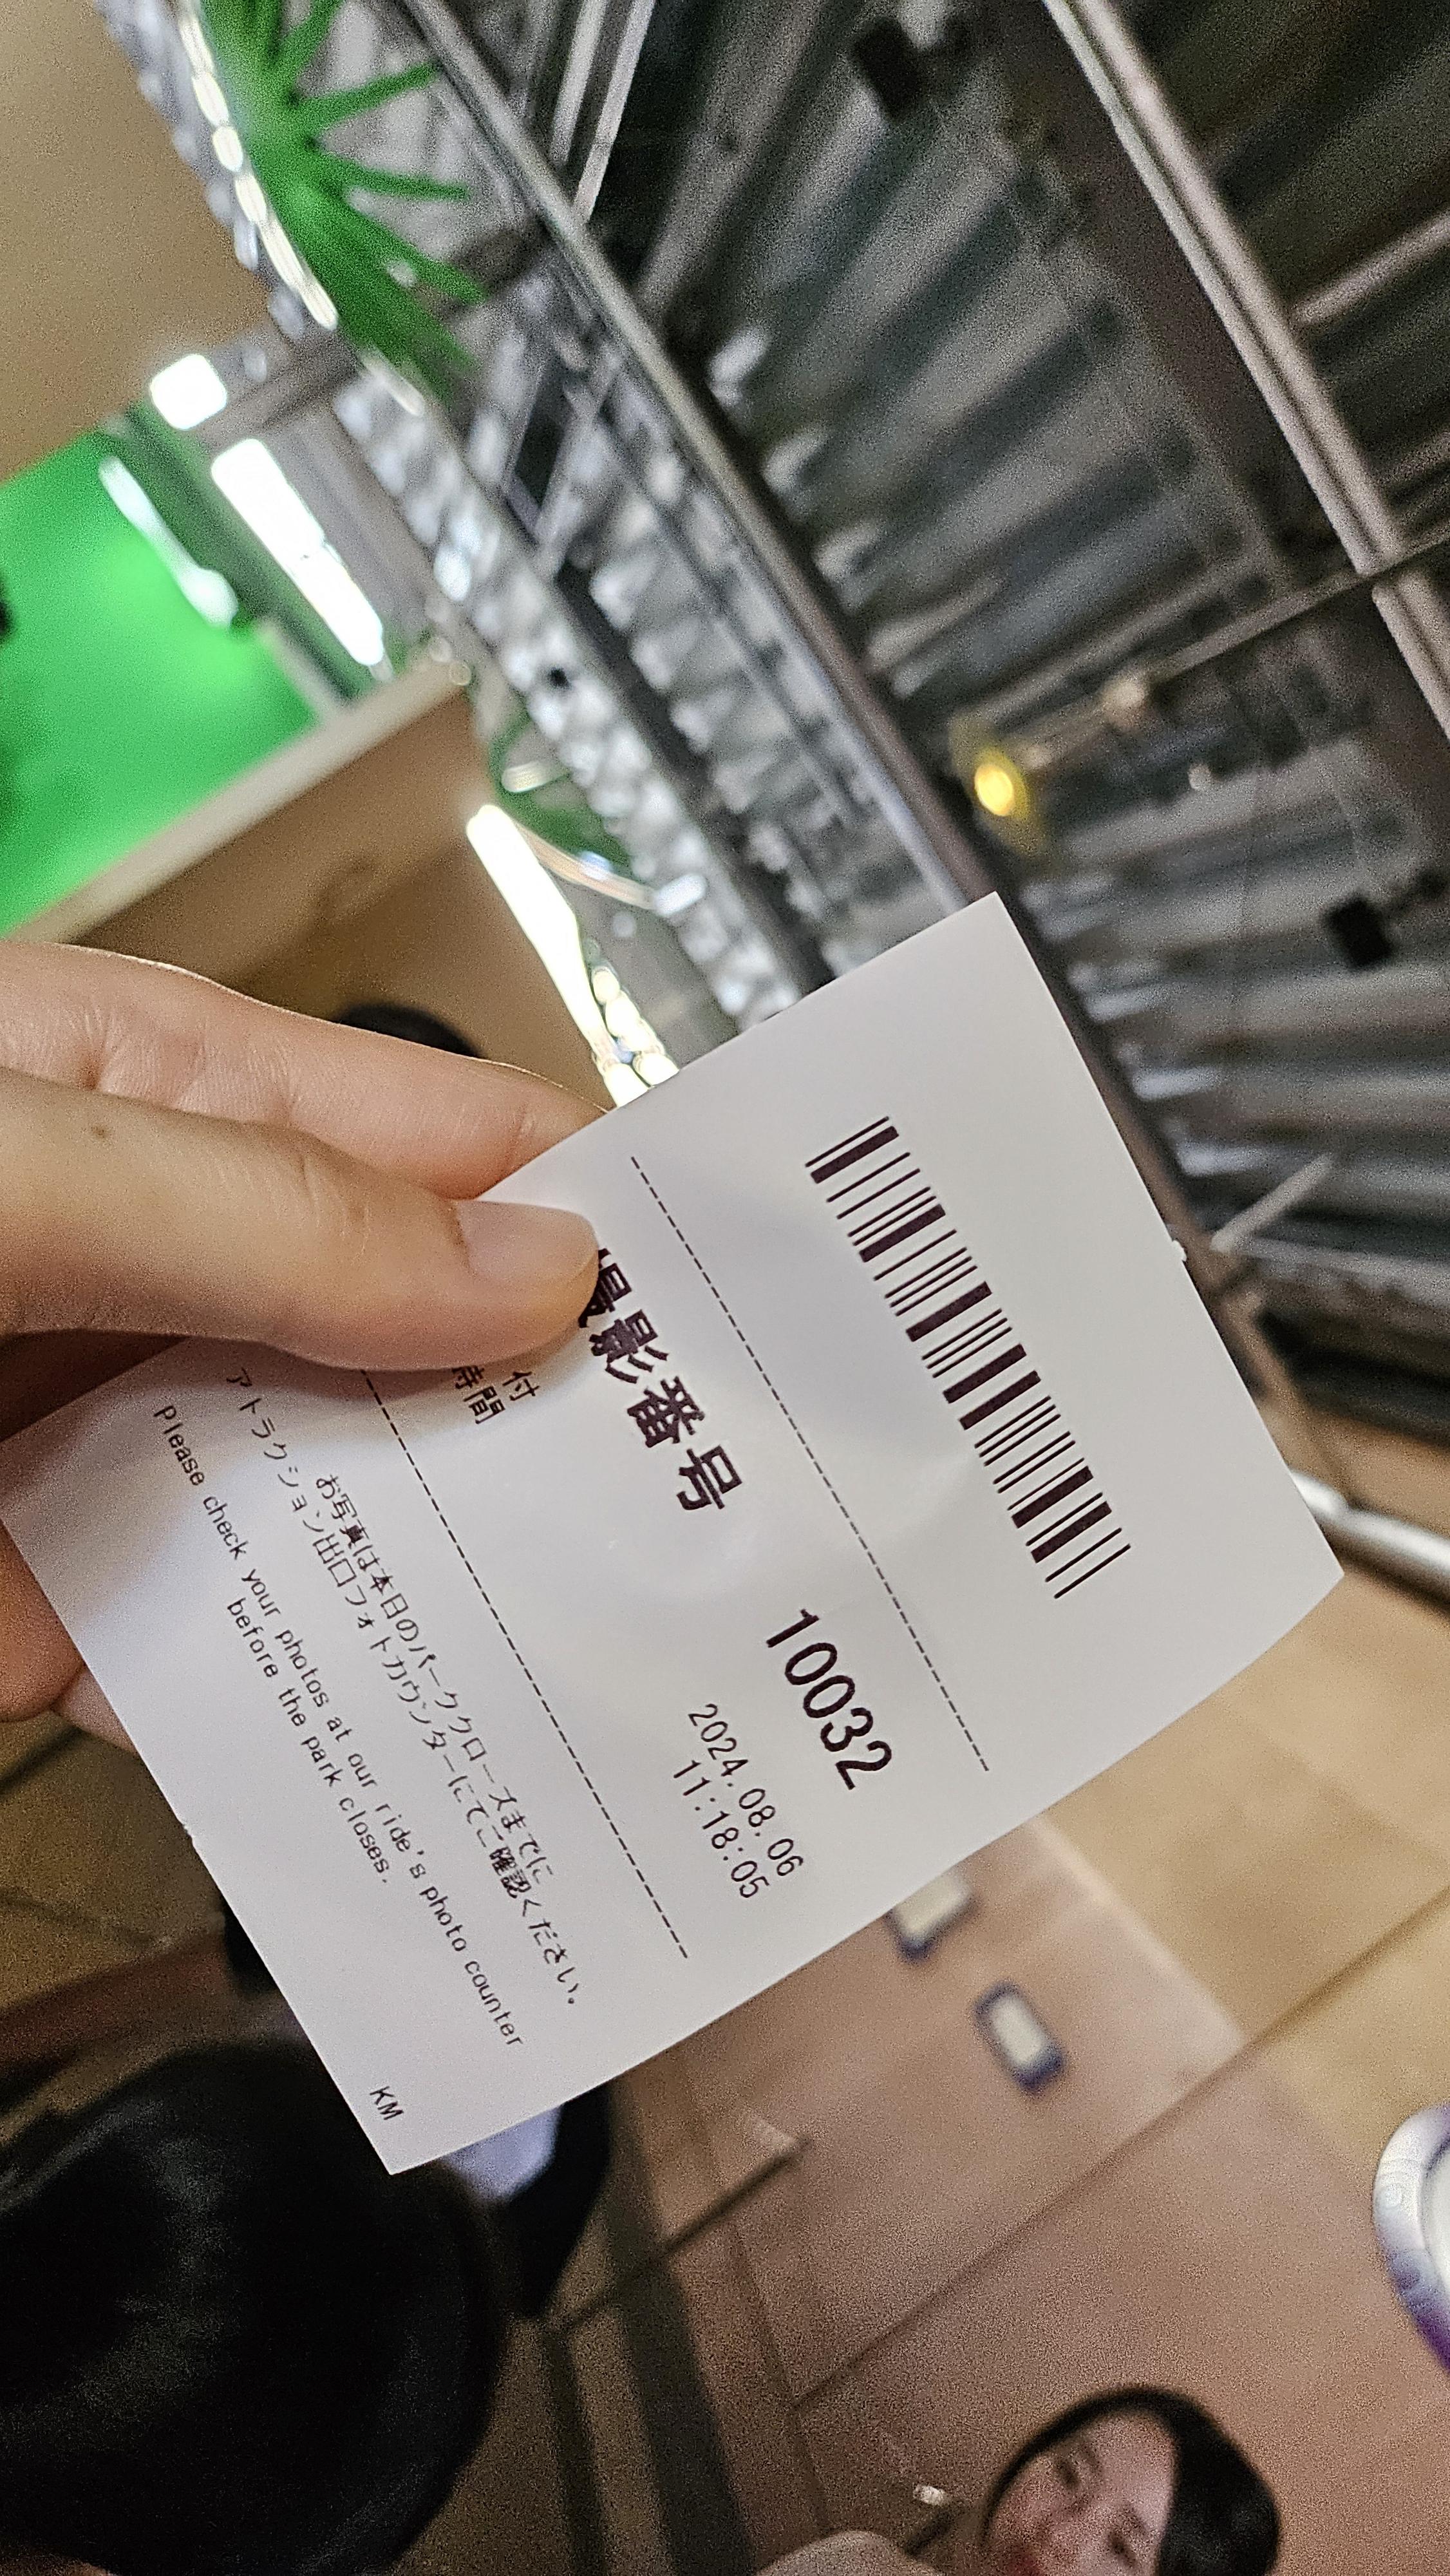 撮影番号 10032
付 2024.08.06
時間 11:18:05
お写真は本日のパーククローズまでに
アトラクション出口フォトカウンターにてご確認ください。
Please check your photos at our ride's photo counter
before the park closes.
KM